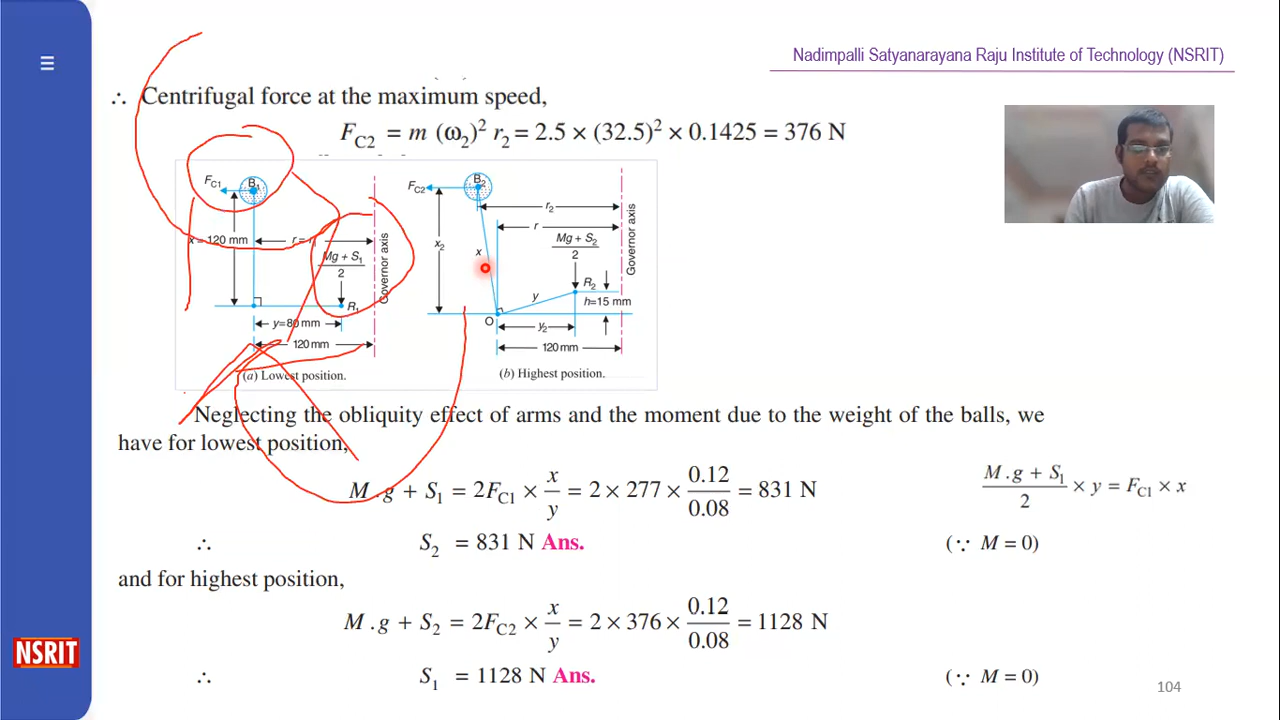 Nadimpalli Satyanarayana Raju Institute of Technology (NSRIT)
∴ Centrifugal force at the maximum speed,
F_C2 = m (ω₂)² r₂ = 2.5 × (32.5)² × 0.1425 = 376 N
F_C1 B₁
x = 120 mm
r = r₁
Mg + S₁
2
R₁
Governor axis
y=80 mm
120 mm
(a) Lowest position.
F_C2 B₂
r₂
r
x₂
x
Mg + S₂
2
R₂
y
h=15 mm
O
y₂
120 mm
Governor axis
(b) Highest position.
Neglecting the obliquity effect of arms and the moment due to the weight of the balls, we
have for lowest position,
M.g + S₁ = 2F_C1 × x/y = 2 × 277 × 0.12/0.08 = 831 N
(M.g + S₁)/2 × y = F_C1 × x
∴ S₂ = 831 N Ans. (∵ M = 0)
and for highest position,
M.g + S₂ = 2F_C2 × x/y = 2 × 376 × 0.12/0.08 = 1128 N
∴ S₁ = 1128 N Ans. (∵ M = 0)
NSRIT
104